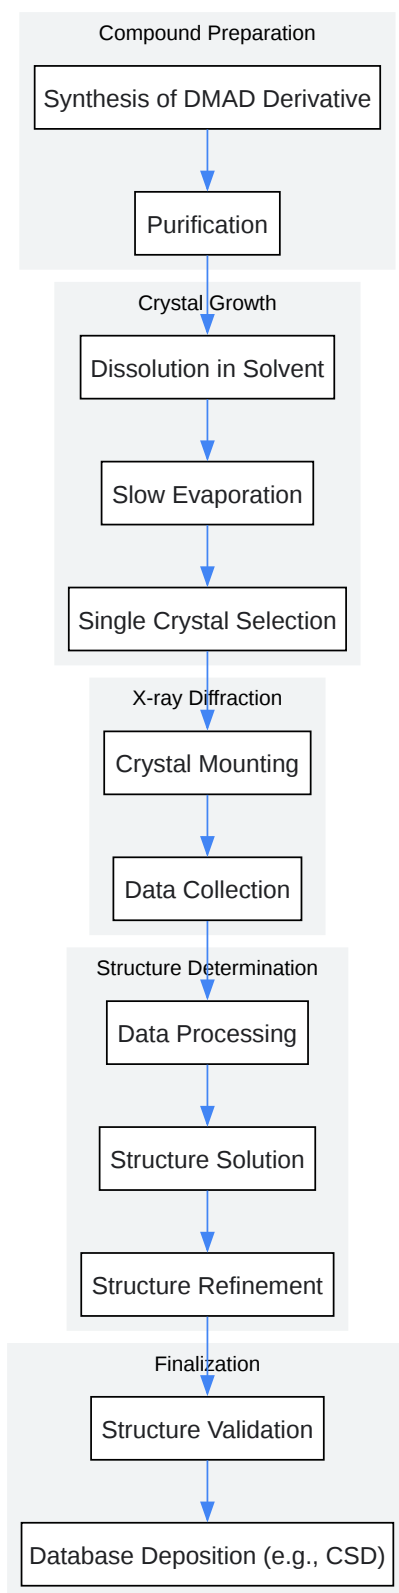 Compound Preparation
Synthesis of DMAD Derivative
Purification
Crystal Growth
Dissolution in Solvent
Slow Evaporation
Single Crystal Selection
X-ray Diffraction
Crystal Mounting
Data Collection
Structure Determination
Data Processing
Structure Solution
Structure Refinement
Finalization
Structure Validation
Database Deposition (e.g., CSD)